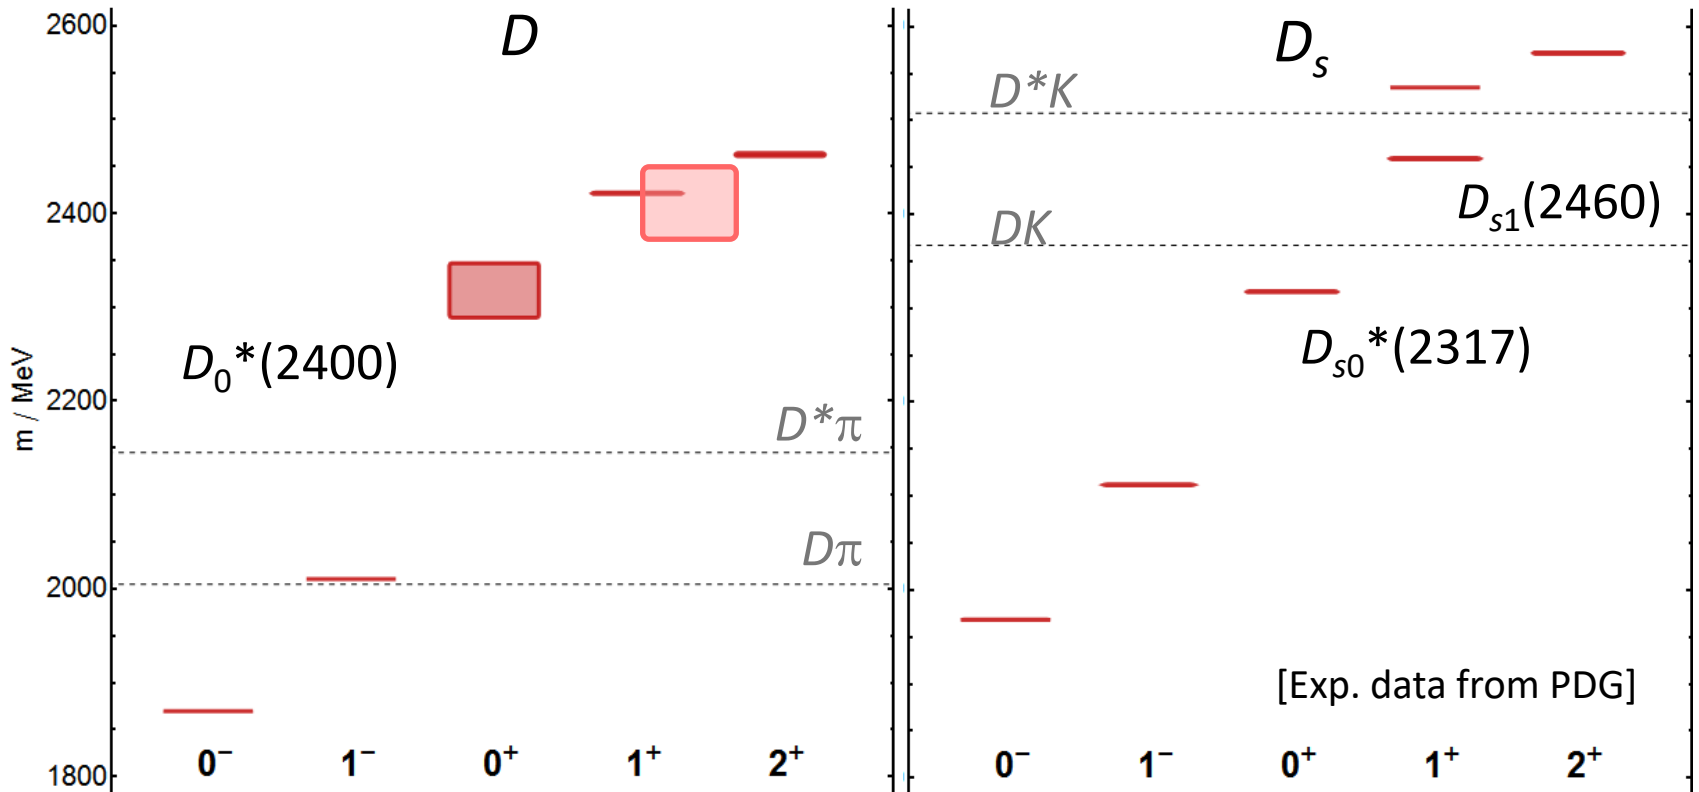 D
D₀*(2400)
D*π
Dπ
m / MeV
2600
2400
2200
2000
1800
0⁻ 1⁻ 0⁺ 1⁺ 2⁺
Dₛ
D*K
DK
Dₛ₁(2460)
Dₛ₀*(2317)
[Exp. data from PDG]
0⁻ 1⁻ 0⁺ 1⁺ 2⁺